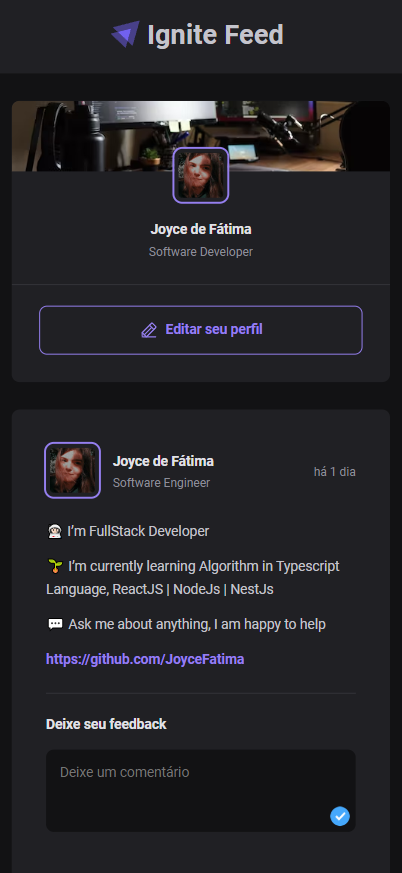 Ignite Feed
Joyce de Fátima
Software Developer
Editar seu perfil
Joyce de Fátima
Software Engineer
há 1 dia
I’m FullStack Developer
I’m currently learning Algorithm in Typescript
Language, ReactJS | NodeJs | NestJs
Ask me about anything, I am happy to help
https://github.com/JoyceFatima
Deixe seu feedback
Deixe um comentário